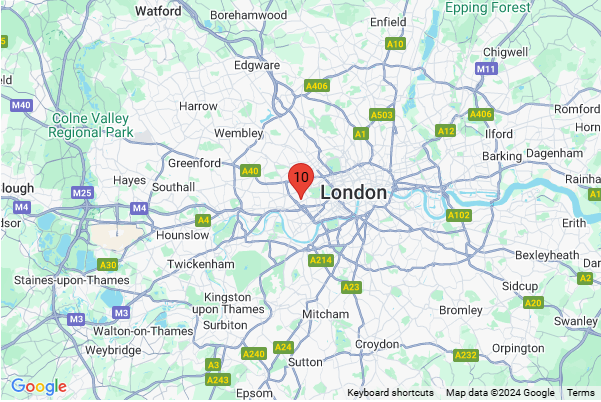 Watford
Borehamwood
Enfield
Epping Forest
A10
Chigwell
M11
Edgware
A406
M40
Harrow
A503
A406
Romford
Colne Valley
Regional Park
Wembley
A1
A12
Ilford
Horn
Barking
Dagenham
Greenford
A40
10
Hayes
Southall
Rainha
lough
M25
London
A1
M4
M4
A4
A102
dsor
Hounslow
Erith
A30
Twickenham
A214
Bexleyheath
Dar
Staines-upon-Thames
A23
Sidcup
Kingston
upon Thames
A20
M3
M3
Mitcham
Bromley
Swanley
Walton-on-Thames
Surbiton
Weybridge
A24
Croydon
Orpington
A240
A232
A3
Sutton
A243
Epsom
Google
Keyboard shortcuts
Map data ©2024 Google
Terms